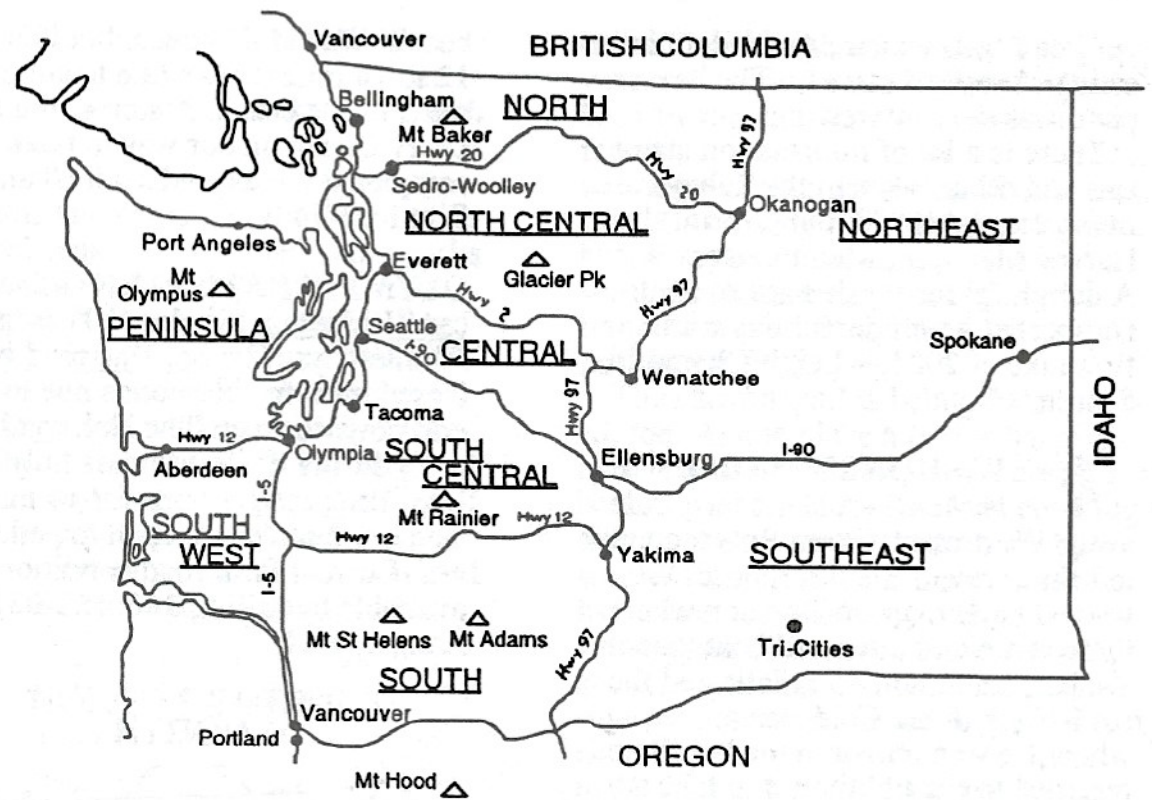 Vancouver
BRITISH COLUMBIA
Bellingham
NORTH
Mt Baker
Hwy 20
Hwy 97
Sedro-Woolley
Hwy 20
Okanogan
NORTH CENTRAL
NORTHEAST
Port Angeles
Everett
Glacier Pk
Mt
Olympus
Hwy 2
Hwy 97
PENINSULA
Seattle
I-90
CENTRAL
Spokane
Wenatchee
Hwy 97
Tacoma
IDAHO
Hwy 12
Olympia
SOUTH
CENTRAL
Ellensburg
I-90
Aberdeen
I-5
Mt Rainier
Hwy 12
SOUTH
WEST
Hwy 12
Yakima
SOUTHEAST
I-5
Mt St Helens
Mt Adams
Tri-Cities
Hwy 97
SOUTH
Vancouver
Portland
OREGON
Mt Hood